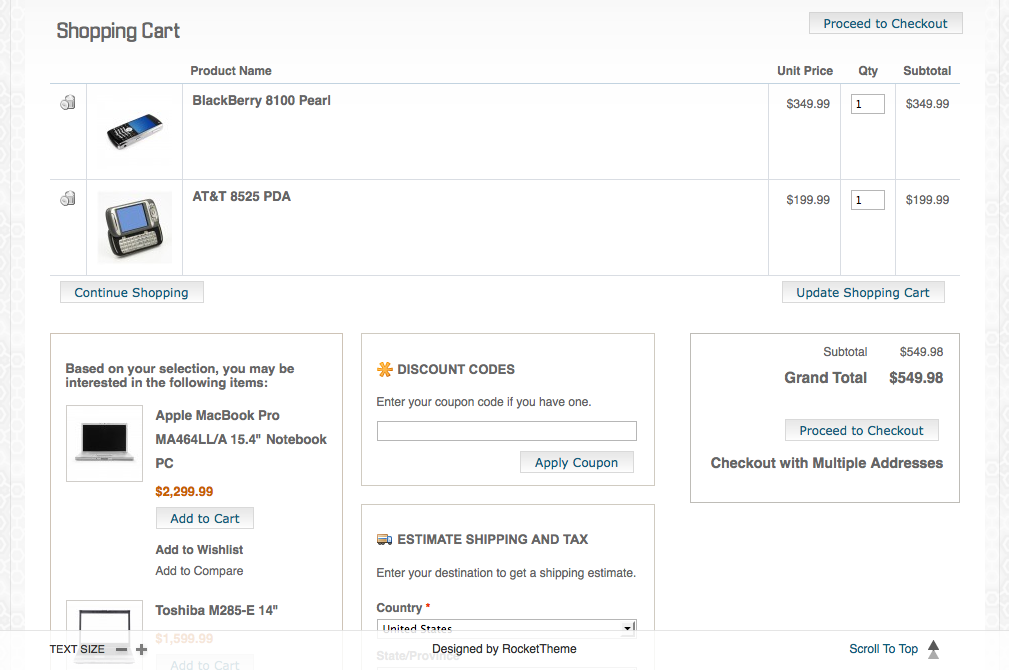 Shopping Cart
Proceed to Checkout
Product Name Unit Price Qty Subtotal
BlackBerry 8100 Pearl $349.99 1 $349.99
AT&T 8525 PDA $199.99 1 $199.99
Continue Shopping Update Shopping Cart
Based on your selection, you may be
interested in the following items:
Apple MacBook Pro
MA464LL/A 15.4" Notebook
PC
$2,299.99
Add to Cart
Add to Wishlist
Add to Compare
Toshiba M285-E 14"
$1,599.99
Add to Cart
DISCOUNT CODES
Enter your coupon code if you have one.
Apply Coupon
ESTIMATE SHIPPING AND TAX
Enter your destination to get a shipping estimate.
Country *
United States
State/Province
Subtotal $549.98
Grand Total $549.98
Proceed to Checkout
Checkout with Multiple Addresses
TEXT SIZE
Designed by RocketTheme
Scroll To Top